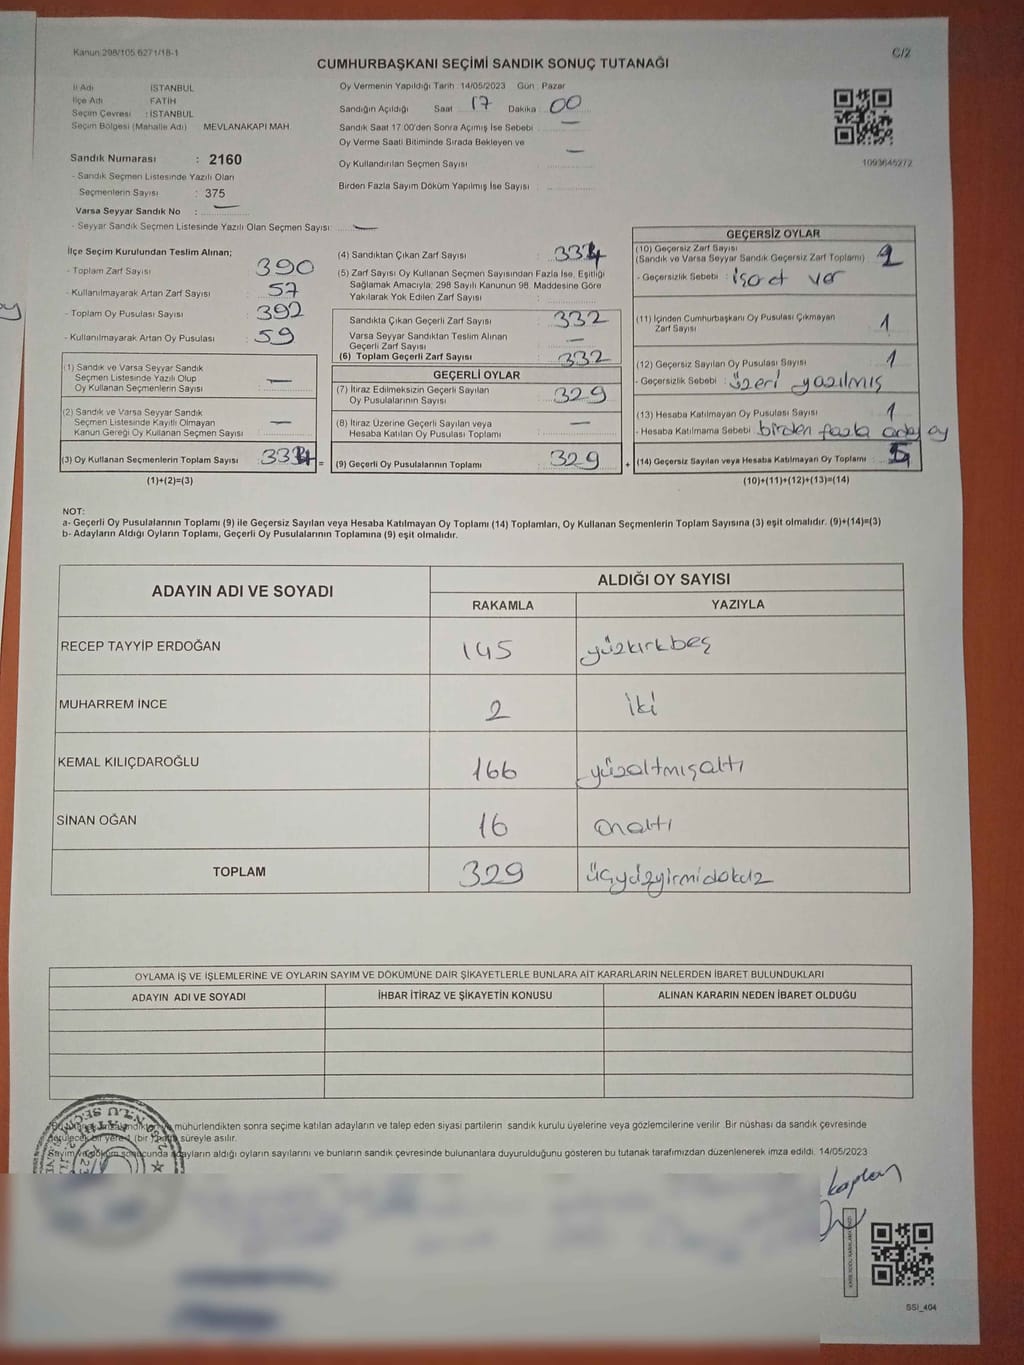 Kanun 298/105.6271/18-1
C/2
CUMHURBAŞKANI SEÇİMİ SANDIK SONUÇ TUTANAĞI
İl Adı : İSTANBUL
İlçe Adı : FATİH
Seçim Çevresi : İSTANBUL
Seçim Bölgesi (Mahalle Adı) MEVLANAKAPI MAH.
Sandık Numarası : 2160
- Sandık Seçmen Listesinde Yazılı Olan
Seçmenlerin Sayısı : 375
Varsa Seyyar Sandık No : —
- Seyyar Sandık Seçmen Listesinde Yazılı Olan Seçmen Sayısı: —
Oy Vermenin Yapıldığı Tarih : 14/05/2023 Gün : Pazar
Sandığın Açıldığı Saat 17 Dakika 00
Sandık Saat 17:00'den Sonra Açımış İse Sebebi : —
Oy Verme Saati Bitiminde Sırada Bekleyen ve
Oy Kullandırılan Seçmen Sayısı : —
Birden Fazla Sayım Döküm Yapılmış İse Sayısı :
1093645272
İlçe Seçim Kurulundan Teslim Alınan;
- Toplam Zarf Sayısı : 390
- Kullanılmayarak Artan Zarf Sayısı : 57
- Toplam Oy Pusulası Sayısı : 392
- Kullanılmayarak Artan Oy Pusulası : 59
(1) Sandık ve Varsa Seyyar Sandık
Seçmen Listesinde Yazılı Olup
Oy Kullanan Seçmenlerin Sayısı : —
(2) Sandık ve Varsa Seyyar Sandık
Seçmen Listesinde Kayıtlı Olmayan
Kanun Gereği Oy Kullanan Seçmen Sayısı : —
(3) Oy Kullanan Seçmenlerin Toplam Sayısı : 334 =
(1)+(2)=(3)
(4) Sandıktan Çıkan Zarf Sayısı : 334
(5) Zarf Sayısı Oy Kullanan Seçmen Sayısından Fazla İse, Eşitliği
Sağlamak Amacıyla; 298 Sayılı Kanunun 98. Maddesine Göre
Yakılarak Yok Edilen Zarf Sayısı :
Sandıkta Çıkan Geçerli Zarf Sayısı : 332
Varsa Seyyar Sandıktan Teslim Alınan
Geçerli Zarf Sayısı : —
(6) Toplam Geçerli Zarf Sayısı : 332
GEÇERLİ OYLAR
(7) İtiraz Edilmeksizin Geçerli Sayılan
Oy Pusulalarının Sayısı : 329
(8) İtiraz Üzerine Geçerli Sayılan veya
Hesaba Katılan Oy Pusulası Toplamı : —
(9) Geçerli Oy Pusulalarının Toplamı : 329 +
GEÇERSİZ OYLAR
(10) Geçersiz Zarf Sayısı
(Sandık ve Varsa Seyyar Sandık Geçersiz Zarf Toplamı) : 2
- Geçersizlik Sebebi : işaret var
(11) İçinden Cumhurbaşkanı Oy Pusulası Çıkmayan
Zarf Sayısı : 1
(12) Geçersiz Sayılan Oy Pusulası Sayısı : 1
- Geçersizlik Sebebi : üzeri yazılmış
(13) Hesaba Katılmayan Oy Pusulası Sayısı : 1
- Hesaba Katılmama Sebebi : birden fazla aday oy
(14) Geçersiz Sayılan veya Hesaba Katılmayan Oy Toplamı : 5
(10)+(11)+(12)+(13)=(14)
NOT:
a- Geçerli Oy Pusulalarının Toplamı (9) ile Geçersiz Sayılan veya Hesaba Katılmayan Oy Toplamı (14) Toplamları, Oy Kullanan Seçmenlerin Toplam Sayısına (3) eşit olmalıdır. (9)+(14)=(3)
b- Adayların Aldığı Oyların Toplamı, Geçerli Oy Pusulalarının Toplamına (9) eşit olmalıdır.
ADAYIN ADI VE SOYADI
ALDIĞI OY SAYISI
RAKAMLA YAZIYLA
RECEP TAYYİP ERDOĞAN 145 yüzkırkbeş
MUHARREM İNCE 2 iki
KEMAL KILIÇDAROĞLU 166 yüzaltmışaltı
SİNAN OĞAN 16 onaltı
TOPLAM 329 üçyüzyirmidokuz
OYLAMA İŞ VE İŞLEMLERİNE VE OYLARIN SAYIM VE DÖKÜMÜNE DAİR ŞİKAYETLERLE BUNLARA AİT KARARLARIN NELERDEN İBARET BULUNDUKLARI
ADAYIN ADI VE SOYADI İHBAR İTİRAZ VE ŞİKAYETİN KONUSU ALINAN KARARIN NEDEN İBARET OLDUĞU
mühürlendikten sonra seçime katılan adayların ve talep eden siyasi partilerin sandık kurulu üyelerine veya gözlemcilerine verilir. Bir nüshası da sandık çevresinde
bir yere 1 (bir) süreyle asılır.
adayların aldığı oyların sayılarını ve bunların sandık çevresinde bulunanlara duyurulduğunu gösteren bu tutanak tarafımızdan düzenlenerek imza edildi. 14/05/2023
kaplan
SSI_404